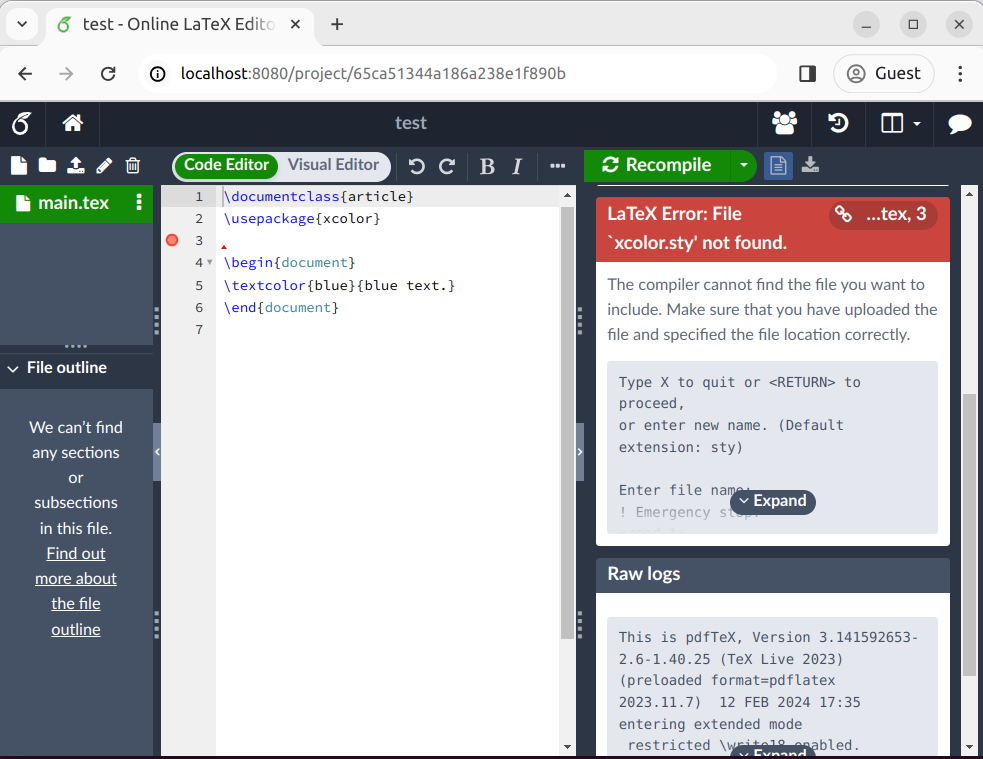 test - Online LaTeX Edito
localhost:8080/project/65ca51344a186a238e1f890b
Guest
test
Code Editor
Visual Editor
B
I
Recompile
main.tex
File outline
We can't find
any sections
or
subsections
in this file.
Find out
more about
the file
outline
1 \documentclass{article}
2 \usepackage{xcolor}
3
4 \begin{document}
5 \textcolor{blue}{blue text.}
6 \end{document}
7
LaTeX Error: File
`xcolor.sty' not found.
...tex, 3
The compiler cannot find the file you want to
include. Make sure that you have uploaded the
file and specified the file location correctly.
Type X to quit or <RETURN> to
proceed,
or enter new name. (Default
extension: sty)
Enter file name:
! Emergency stop.
Expand
Raw logs
This is pdfTeX, Version 3.141592653-
2.6-1.40.25 (TeX Live 2023)
(preloaded format=pdflatex
2023.11.7) 12 FEB 2024 17:35
entering extended mode
restricted \write18 enabled.
Expand